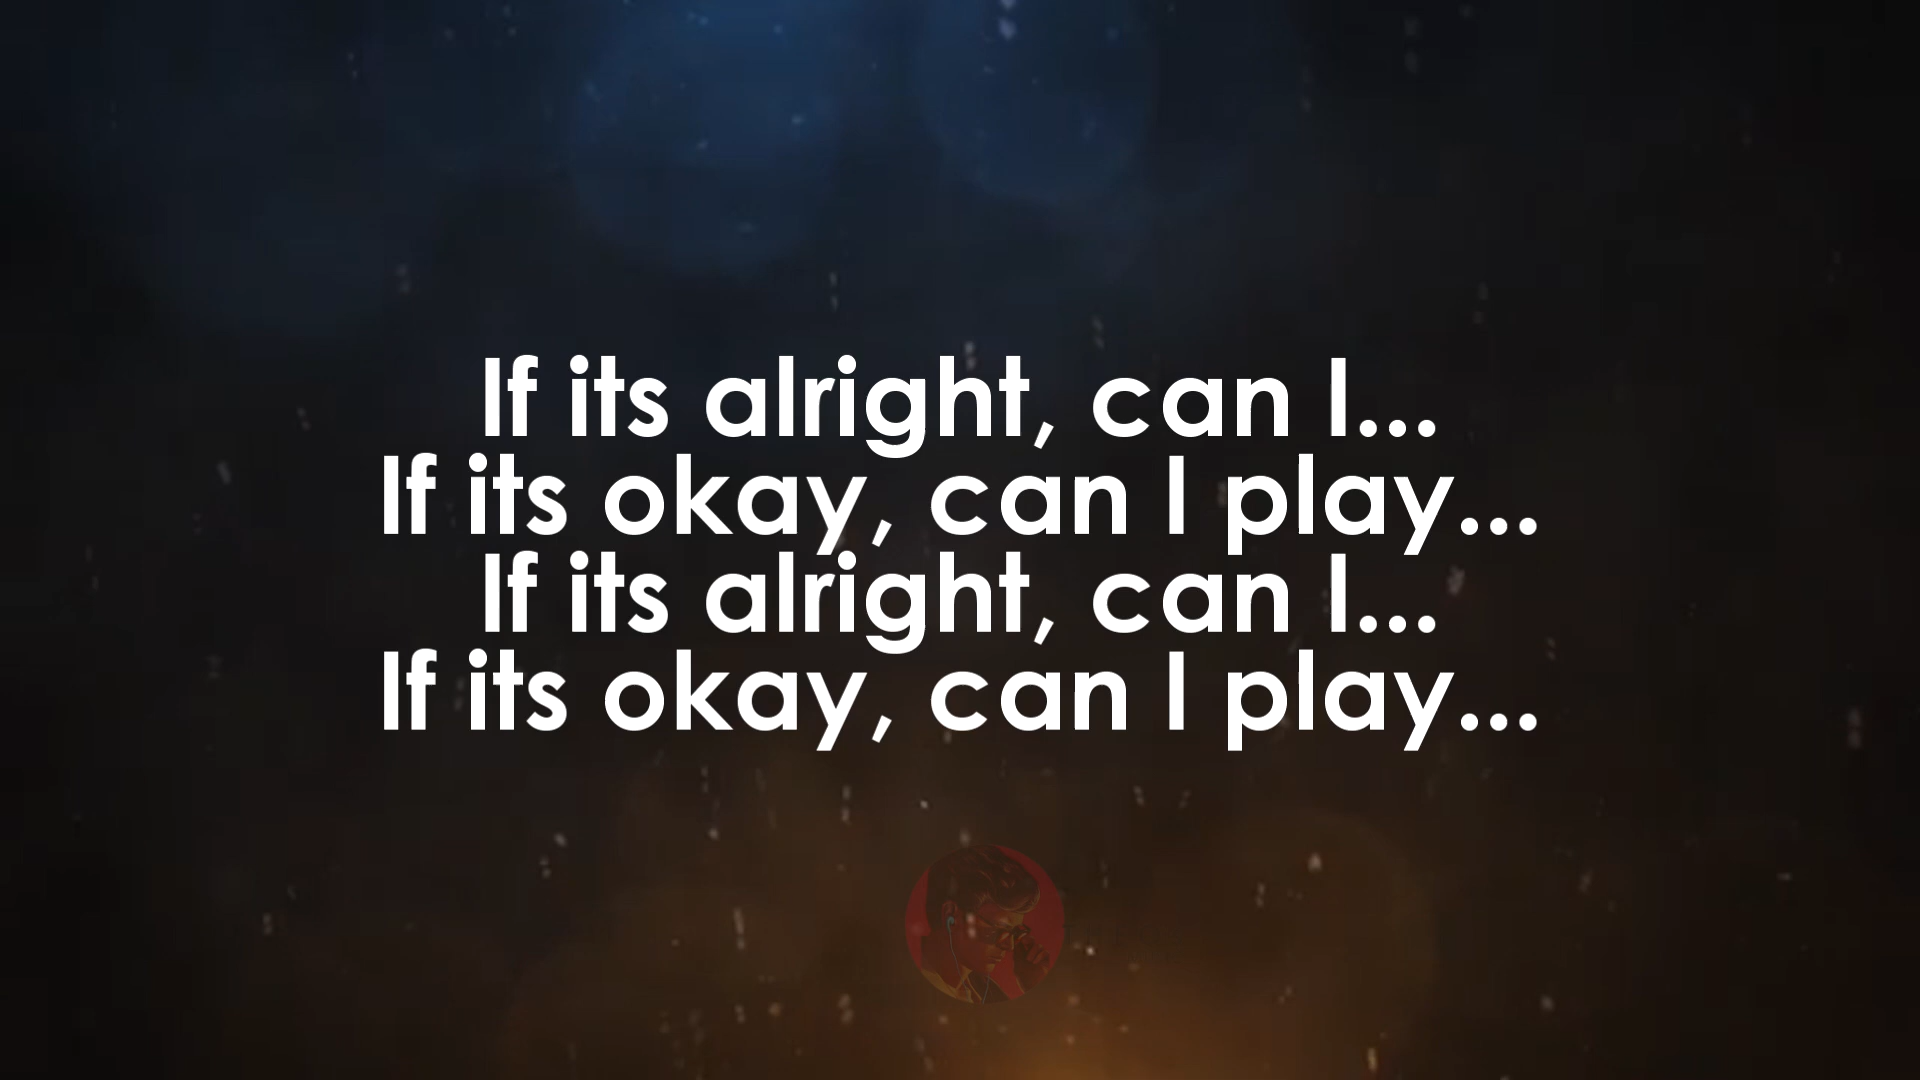 If its alright, can I...
If its okay, can I play...
If its alright, can I...
If its okay, can I play...